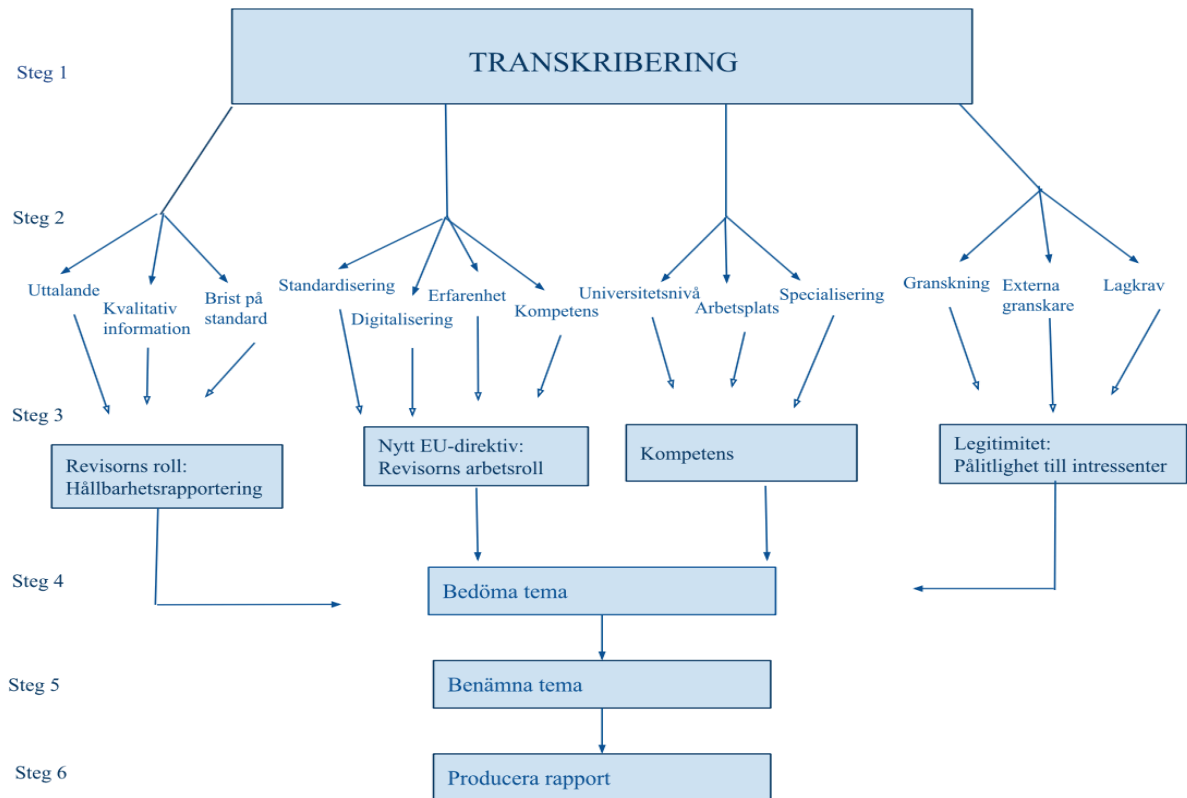 Steg 1
TRANSKRIBERING
Steg 2
Uttalande
Kvalitativ
information
Brist på
standard
Standardisering
Digitalisering
Erfarenhet
Kompetens
Universitetsnivå
Arbetsplats
Specialisering
Granskning
Externa
granskare
Lagkrav
Steg 3
Revisorns roll:
Hållbarhetsrapportering
Nytt EU-direktiv:
Revisorns arbetsroll
Kompetens
Legitimitet:
Pålitlighet till intressenter
Steg 4
Bedöma tema
Steg 5
Benämna tema
Steg 6
Producera rapport